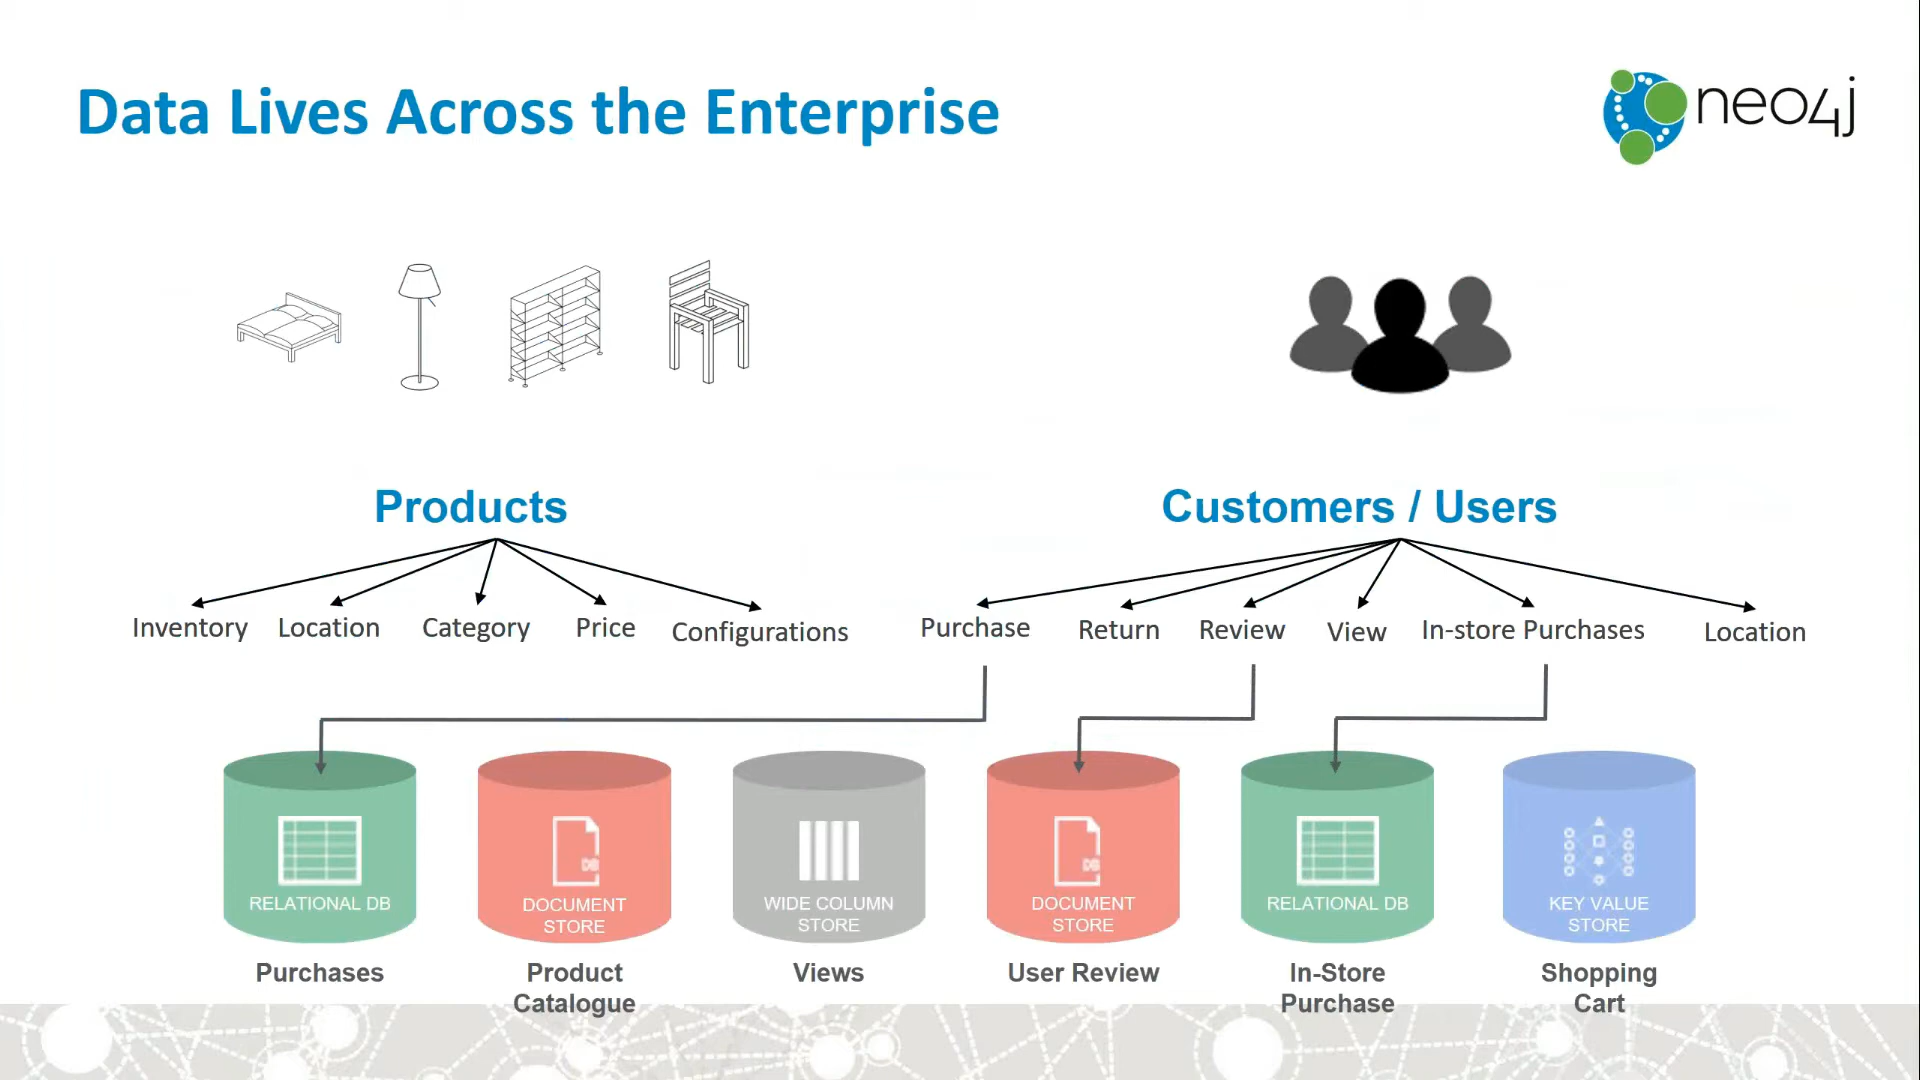 Data Lives Across the Enterprise
neo4j
Products
Customers / Users
Inventory
Location
Category
Price
Configurations
Purchase
Return
Review
View
In-store Purchases
Location
RELATIONAL DB
DOCUMENT
STORE
WIDE COLUMN
STORE
DOCUMENT
STORE
RELATIONAL DB
KEY VALUE
STORE
DB
DB
Purchases
Product
Catalogue
Views
User Review
In-Store
Purchase
Shopping
Cart